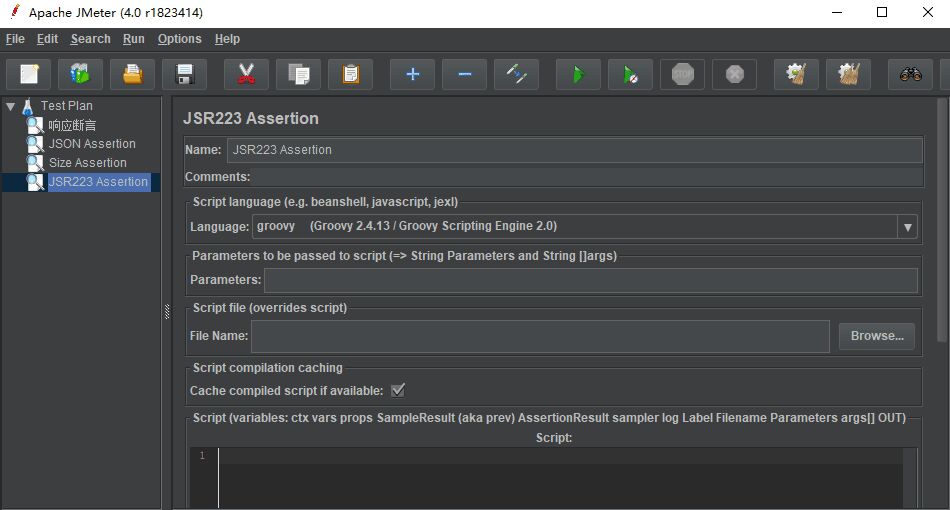 Apache JMeter (4.0 r1823414)
File Edit Search Run Options Help
STOP
Test Plan
响应断言
JSON Assertion
Size Assertion
JSR223 Assertion
JSR223 Assertion
Name: JSR223 Assertion
Comments:
Script language (e.g. beanshell, javascript, jexl)
Language: groovy (Groovy 2.4.13 / Groovy Scripting Engine 2.0)
Parameters to be passed to script (=> String Parameters and String []args)
Parameters:
Script file (overrides script)
File Name: Browse...
Script compilation caching
Cache compiled script if available:
Script (variables: ctx vars props SampleResult (aka prev) AssertionResult sampler log Label Filename Parameters args[] OUT)
Script:
1